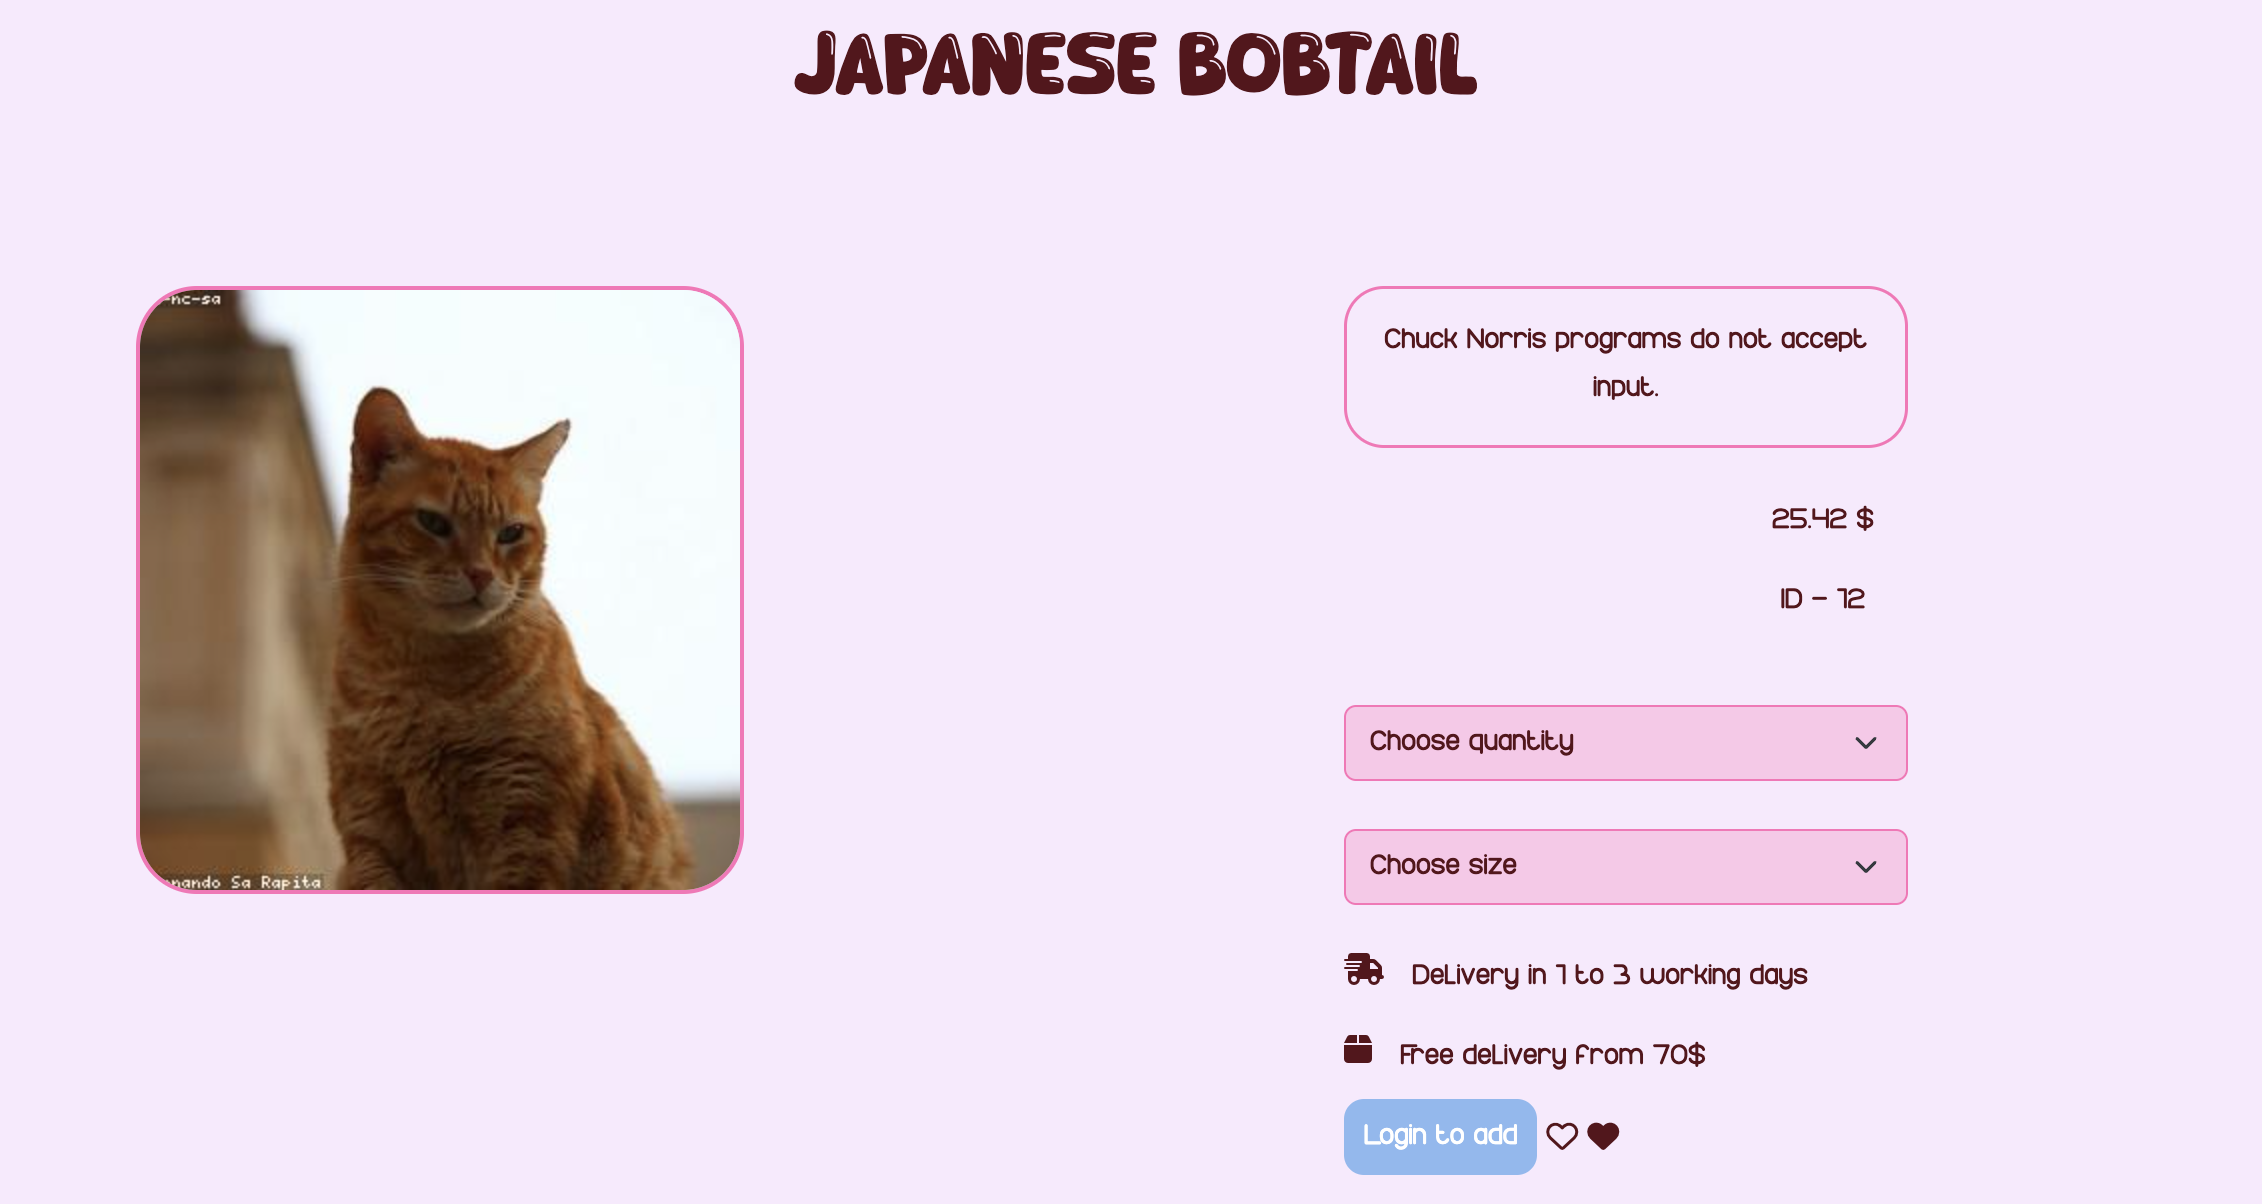 JAPANESE BOBTAIL
-nc-sa
Sa Rapita
Chuck Norris programs do not accept
input.
25.42 $
ID - 12
Choose quantity
Choose size
Delivery in 1 to 3 working days
Free delivery from 70$
Login to add